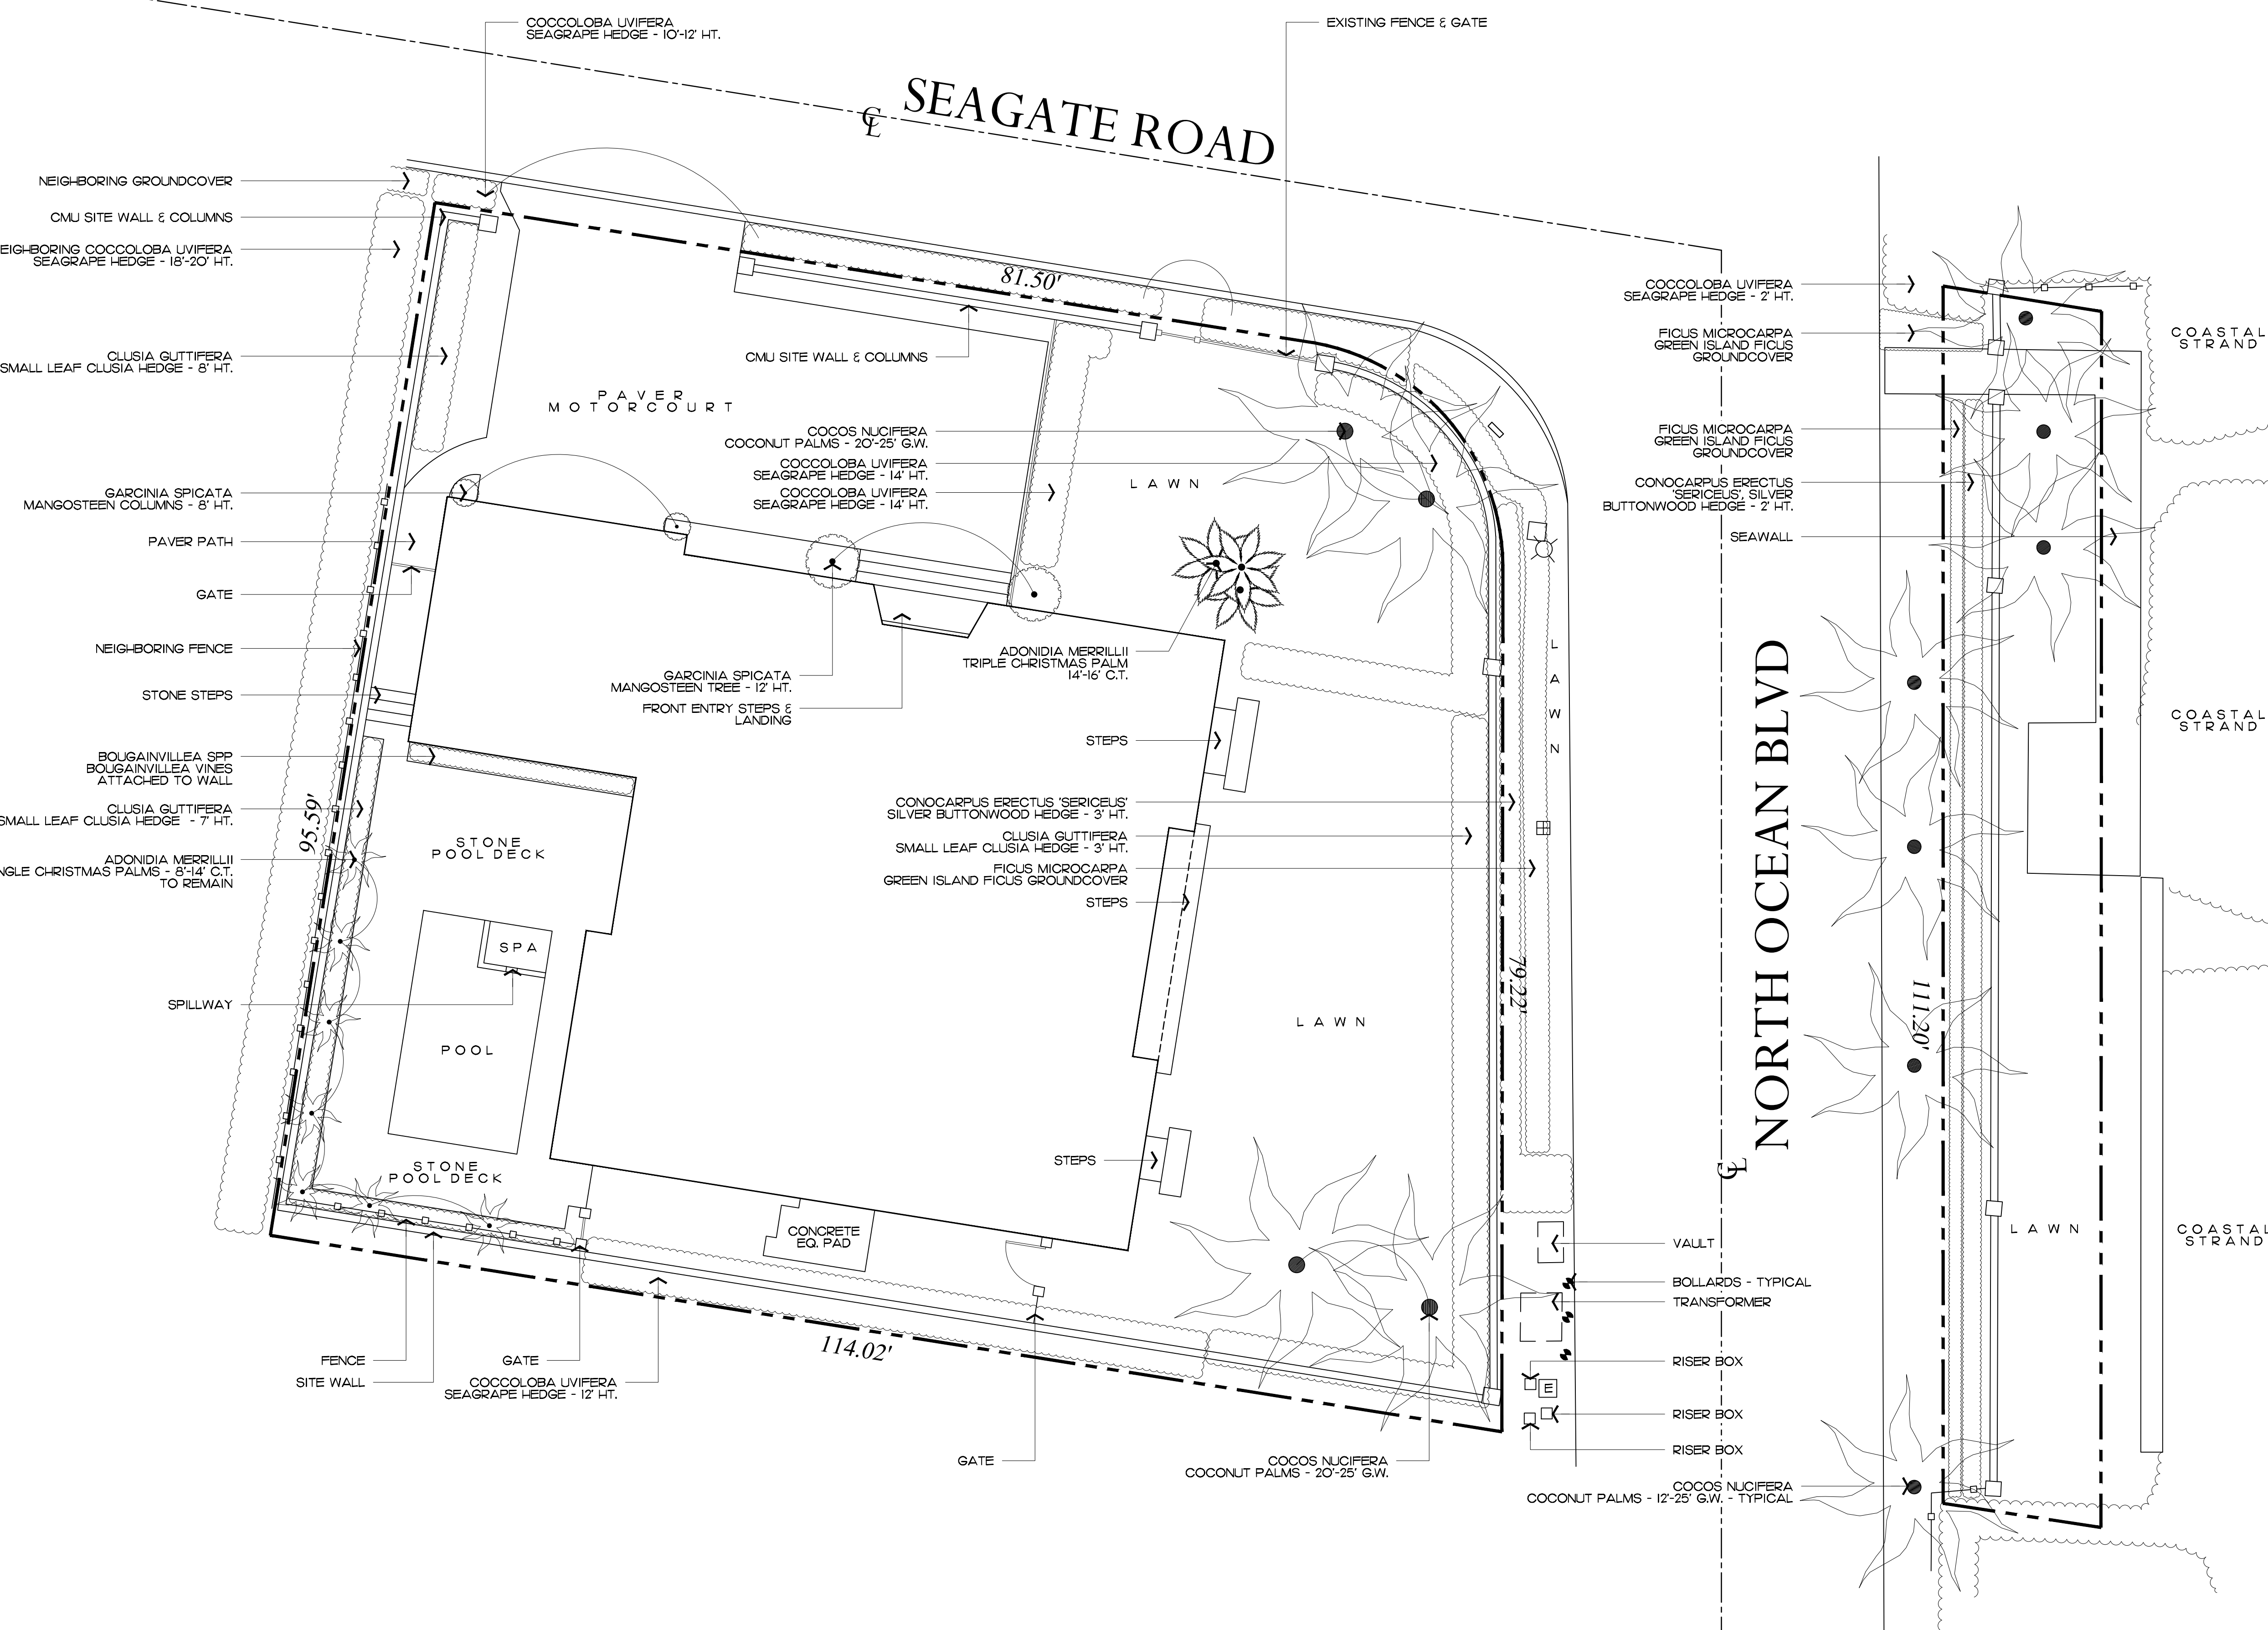 COCCOLOBA UVIFERA
SEAGRAPE HEDGE - 10'-12' HT.
EXISTING FENCE & GATE
SEAGATE ROAD
NEIGHBORING GROUNDCOVER
CMU SITE WALL & COLUMNS
EIGHBORING COCCOLOBA UVIFERA
SEAGRAPE HEDGE - 18'-20' HT.
81.50'
CLUSIA GUTTIFERA
SMALL LEAF CLUSIA HEDGE - 8' HT.
CMU SITE WALL & COLUMNS
PAVER
MOTORCOURT
COCOS NUCIFERA
COCONUT PALMS - 20'-25' G.W.
COCCOLOBA UVIFERA
SEAGRAPE HEDGE - 14' HT.
COCCOLOBA UVIFERA
SEAGRAPE HEDGE - 14' HT.
LAWN
GARCINIA SPICATA
MANGOSTEEN COLUMNS - 8' HT.
PAVER PATH
GATE
NEIGHBORING FENCE
STONE STEPS
GARCINIA SPICATA
MANGOSTEEN TREE - 12' HT.
FRONT ENTRY STEPS &
LANDING
ADONIDIA MERRILLII
TRIPLE CHRISTMAS PALM
14'-16' C.T.
LAWN
STEPS
BOUGAINVILLEA SPP
BOUGAINVILLEA VINES
ATTACHED TO WALL
CLUSIA GUTTIFERA
SMALL LEAF CLUSIA HEDGE - 7' HT.
95.59'
ADONIDIA MERRILLII
NGLE CHRISTMAS PALMS - 8'-14' C.T.
TO REMAIN
STONE
POOL DECK
CONOCARPUS ERECTUS 'SERICEUS'
SILVER BUTTONWOOD HEDGE - 3' HT.
CLUSIA GUTTIFERA
SMALL LEAF CLUSIA HEDGE - 3' HT.
FICUS MICROCARPA
GREEN ISLAND FICUS GROUNDCOVER
STEPS
SPA
SPILLWAY
POOL
79.22'
LAWN
STONE
POOL DECK
STEPS
CONCRETE
EQ. PAD
114.02'
FENCE
SITE WALL
GATE
COCCOLOBA UVIFERA
SEAGRAPE HEDGE - 12' HT.
GATE
COCOS NUCIFERA
COCONUT PALMS - 20'-25' G.W.
E
VAULT
BOLLARDS - TYPICAL
TRANSFORMER
RISER BOX
RISER BOX
RISER BOX
NORTH OCEAN BLVD
COCCOLOBA UVIFERA
SEAGRAPE HEDGE - 2' HT.
FICUS MICROCARPA
GREEN ISLAND FICUS
GROUNDCOVER
FICUS MICROCARPA
GREEN ISLAND FICUS
GROUNDCOVER
CONOCARPUS ERECTUS
'SERICEUS', SILVER
BUTTONWOOD HEDGE - 2' HT.
SEAWALL
COASTAL
STRAND
COASTAL
STRAND
111.20'
LAWN
COASTAL
STRAND
COCOS NUCIFERA
COCONUT PALMS - 12'-25' G.W. - TYPICAL